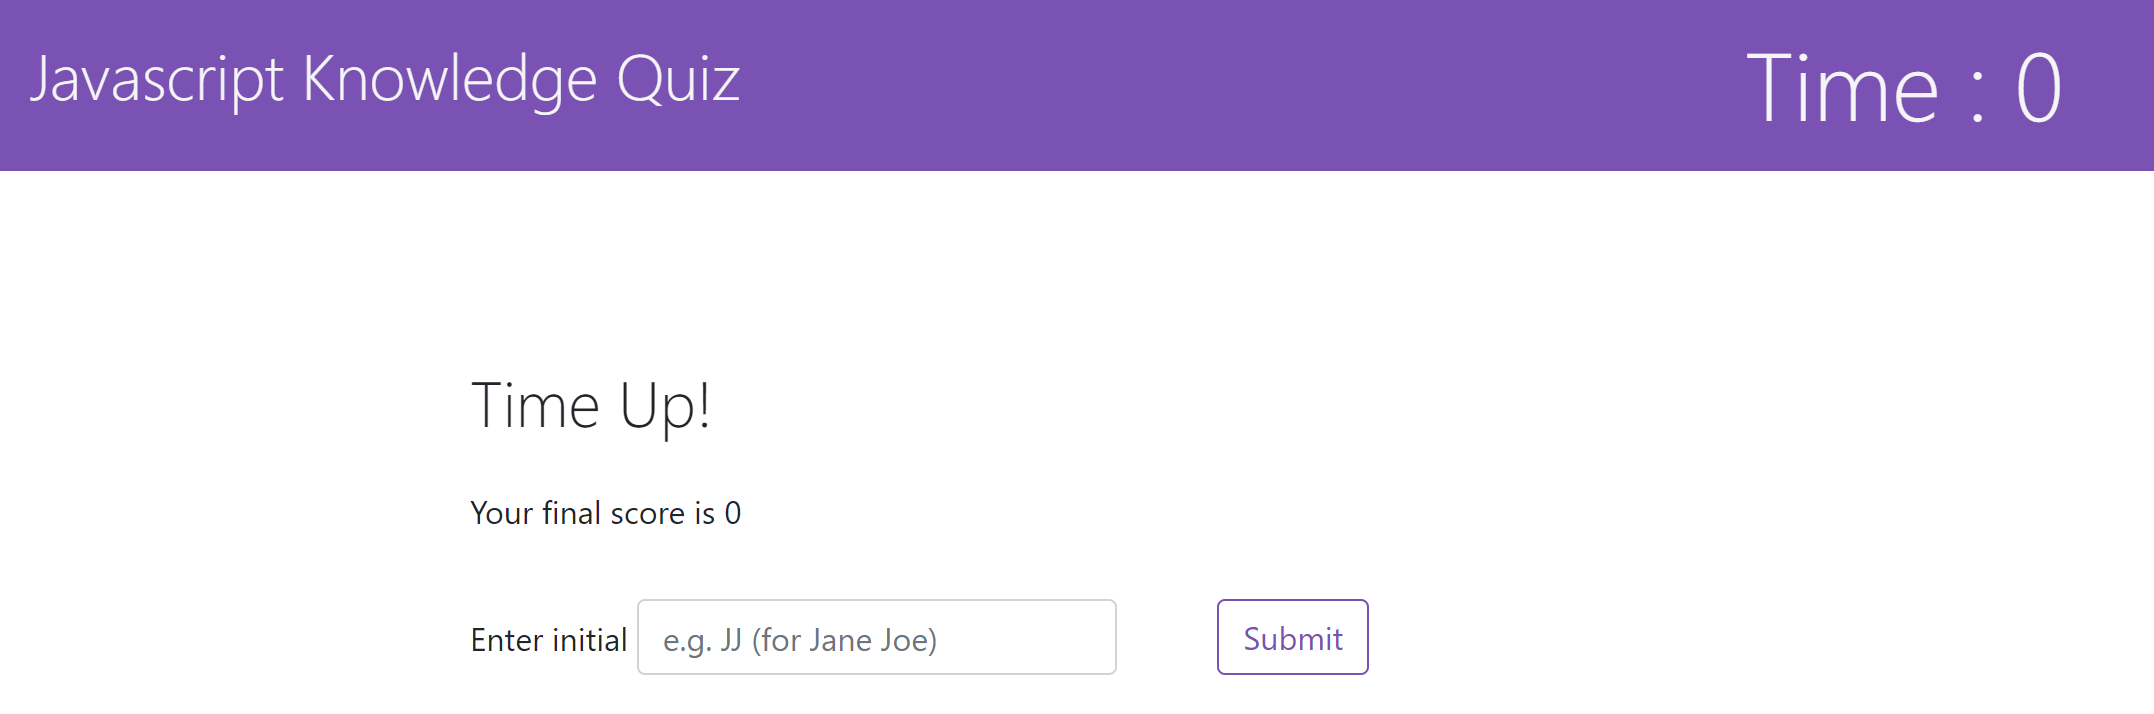 Javascript Knowledge Quiz
Time : 0
Time Up!
Your final score is 0
Enter initial e.g. JJ (for Jane Joe) Submit